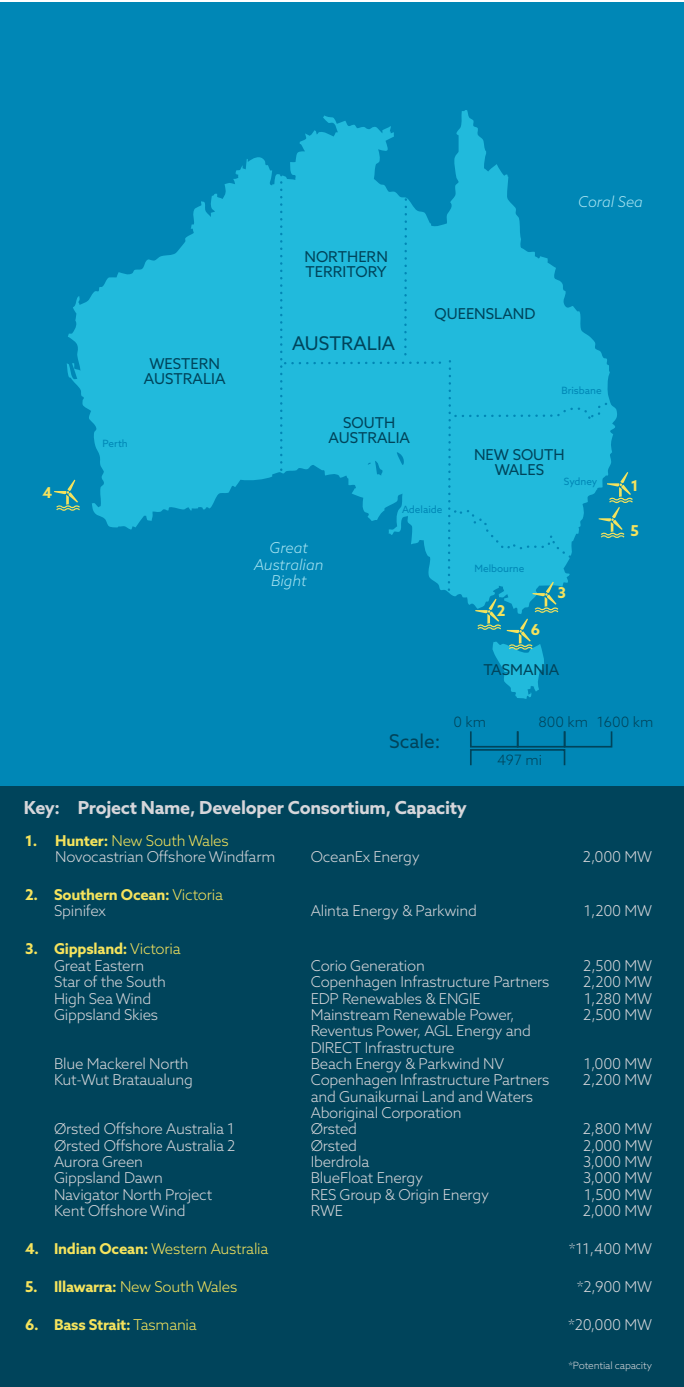 Coral Sea
NORTHERN
TERRITORY
QUEENSLAND
AUSTRALIA
WESTERN
AUSTRALIA
Brisbane
SOUTH
AUSTRALIA
Perth
NEW SOUTH
WALES
Sydney
4
1
Adelaide
5
Great
Australian
Bight
Melbourne
3
2
6
TASMANIA
0 km 800 km 1600 km
Scale:
497 mi
Key: Project Name, Developer Consortium, Capacity
1. Hunter: New South Wales
Novocastrian Offshore Windfarm OceanEx Energy 2,000 MW
2. Southern Ocean: Victoria
Spinifex Alinta Energy & Parkwind 1,200 MW
3. Gippsland: Victoria
Great Eastern Corio Generation 2,500 MW
Star of the South Copenhagen Infrastructure Partners 2,200 MW
High Sea Wind EDP Renewables & ENGIE 1,280 MW
Gippsland Skies Mainstream Renewable Power, 2,500 MW
Reventus Power, AGL Energy and
DIRECT Infrastructure
Blue Mackerel North Beach Energy & Parkwind NV 1,000 MW
Kut-Wut Brataualung Copenhagen Infrastructure Partners 2,200 MW
and Gunaikurnai Land and Waters
Aboriginal Corporation
Ørsted Offshore Australia 1 Ørsted 2,800 MW
Ørsted Offshore Australia 2 Ørsted 2,000 MW
Aurora Green Iberdrola 3,000 MW
Gippsland Dawn BlueFloat Energy 3,000 MW
Navigator North Project RES Group & Origin Energy 1,500 MW
Kent Offshore Wind RWE 2,000 MW
4. Indian Ocean: Western Australia *11,400 MW
5. Illawarra: New South Wales *2,900 MW
6. Bass Strait: Tasmania *20,000 MW
*Potential capacity